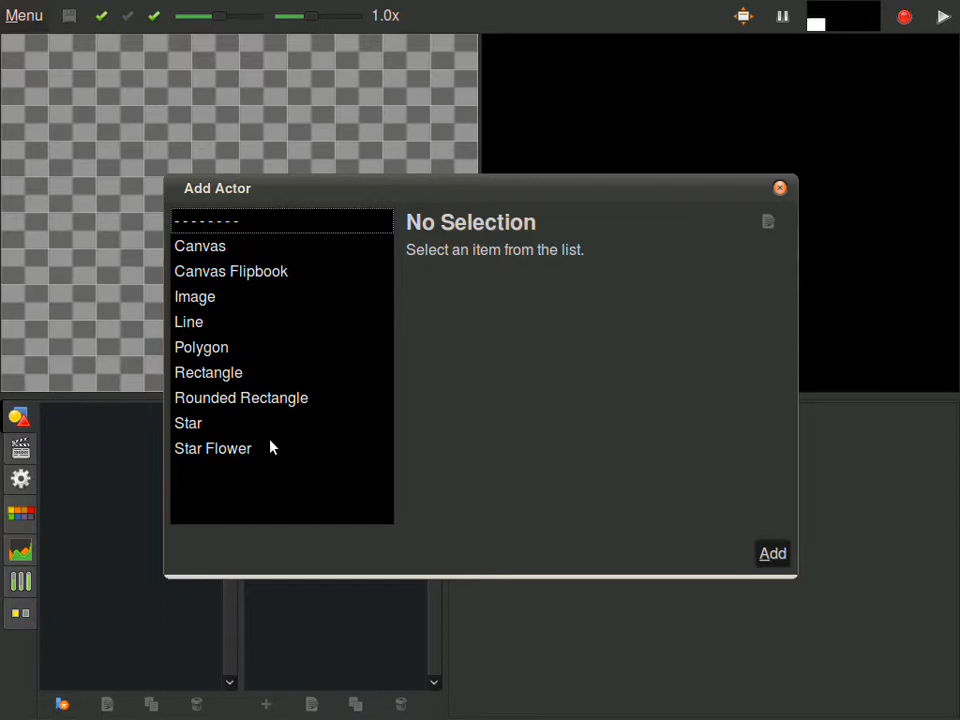 Menu
1.0x
Add Actor
--------
No Selection
Canvas
Select an item from the list.
Canvas Flipbook
Image
Line
Polygon
Rectangle
Rounded Rectangle
Star
Star Flower
Add